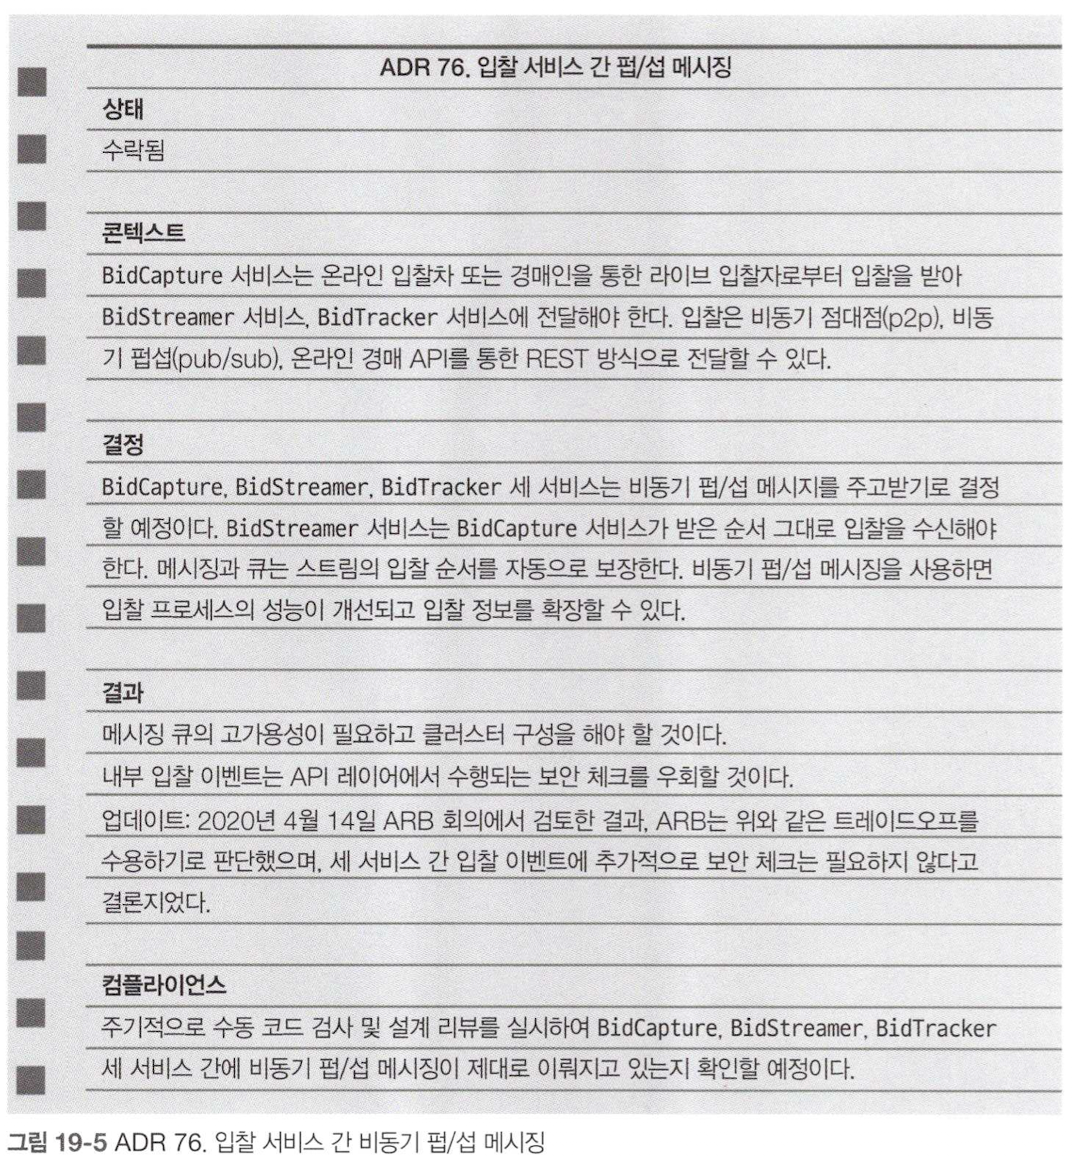 ADR 76. 입찰 서비스 간 펍/섭 메시징
상태
수락됨
콘텍스트
BidCapture 서비스는 온라인 입찰차 또는 경매인을 통한 라이브 입찰자로부터 입찰을 받아
BidStreamer 서비스, BidTracker 서비스에 전달해야 한다. 입찰은 비동기 점대점(p2p), 비동
기 펍섭(pub/sub), 온라인 경매 API를 통한 REST 방식으로 전달할 수 있다.
결정
BidCapture, BidStreamer, BidTracker 세 서비스는 비동기 펍/섭 메시지를 주고받기로 결정
할 예정이다. BidStreamer 서비스는 BidCapture 서비스가 받은 순서 그대로 입찰을 수신해야
한다. 메시징과 큐는 스트림의 입찰 순서를 자동으로 보장한다. 비동기 펍/섭 메시징을 사용하면
입찰 프로세스의 성능이 개선되고 입찰 정보를 확장할 수 있다.
결과
메시징 큐의 고가용성이 필요하고 클러스터 구성을 해야 할 것이다.
내부 입찰 이벤트는 API 레이어에서 수행되는 보안 체크를 우회할 것이다.
업데이트: 2020년 4월 14일 ARB 회의에서 검토한 결과, ARB는 위와 같은 트레이드오프를
수용하기로 판단했으며, 세 서비스 간 입찰 이벤트에 추가적으로 보안 체크는 필요하지 않다고
결론지었다.
컴플라이언스
주기적으로 수동 코드 검사 및 설계 리뷰를 실시하여 BidCapture, BidStreamer, BidTracker
세 서비스 간에 비동기 펍/섭 메시징이 제대로 이뤄지고 있는지 확인할 예정이다.
그림 19-5 ADR 76. 입찰 서비스 간 비동기 펍/섭 메시징